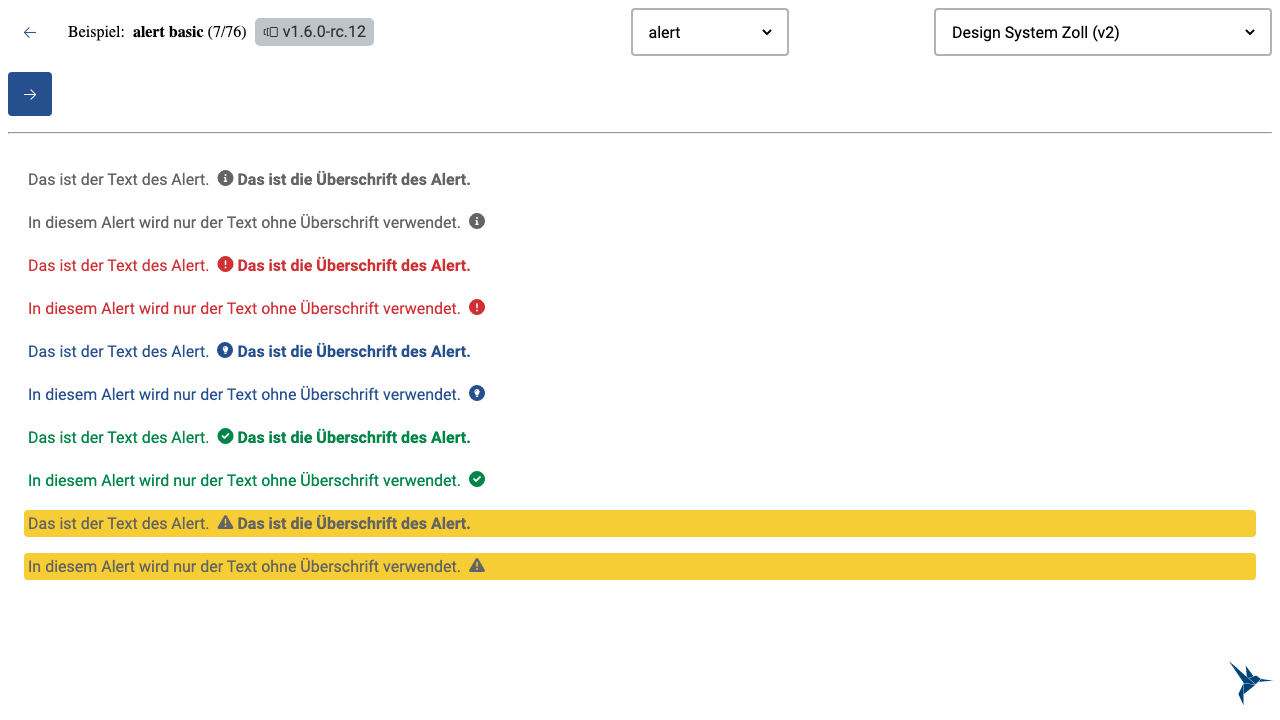 Beispiel: alert basic (7/76) v1.6.0-rc.12 alert Design System Zoll (v2)
Das ist der Text des Alert. Das ist die Überschrift des Alert.
In diesem Alert wird nur der Text ohne Überschrift verwendet.
Das ist der Text des Alert. Das ist die Überschrift des Alert.
In diesem Alert wird nur der Text ohne Überschrift verwendet.
Das ist der Text des Alert. Das ist die Überschrift des Alert.
In diesem Alert wird nur der Text ohne Überschrift verwendet.
Das ist der Text des Alert. Das ist die Überschrift des Alert.
In diesem Alert wird nur der Text ohne Überschrift verwendet.
Das ist der Text des Alert. Das ist die Überschrift des Alert.
In diesem Alert wird nur der Text ohne Überschrift verwendet.